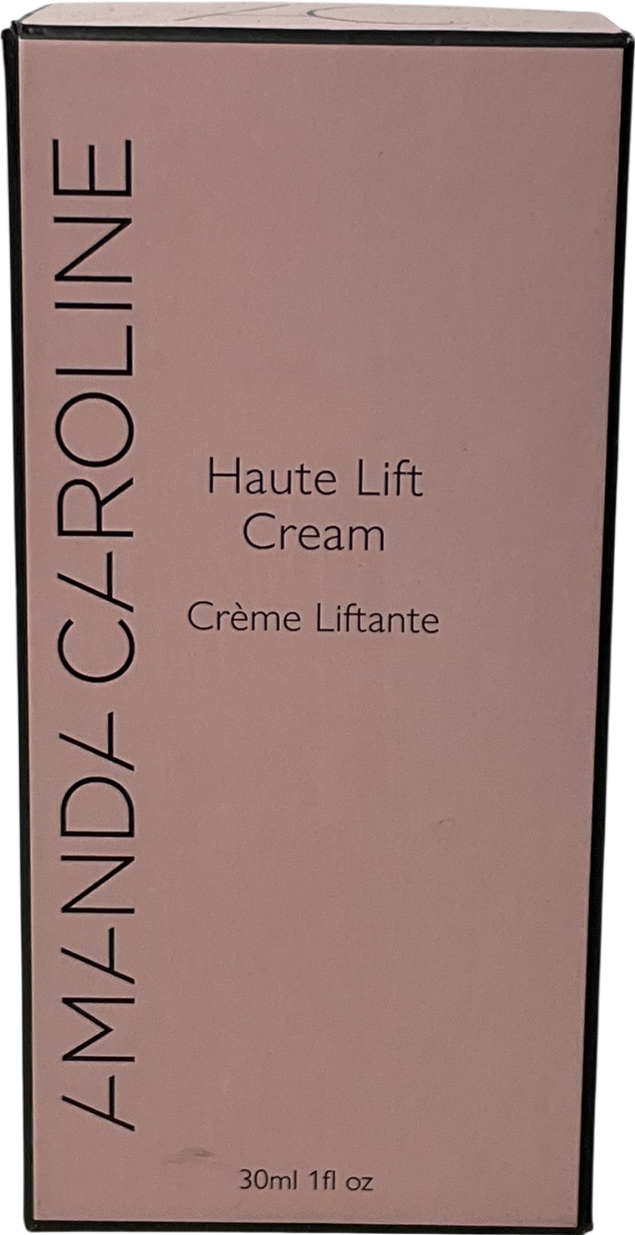 AMANDA CAROLINE
Haute Lift
Cream
Crème Liftante
30ml 1fl oz